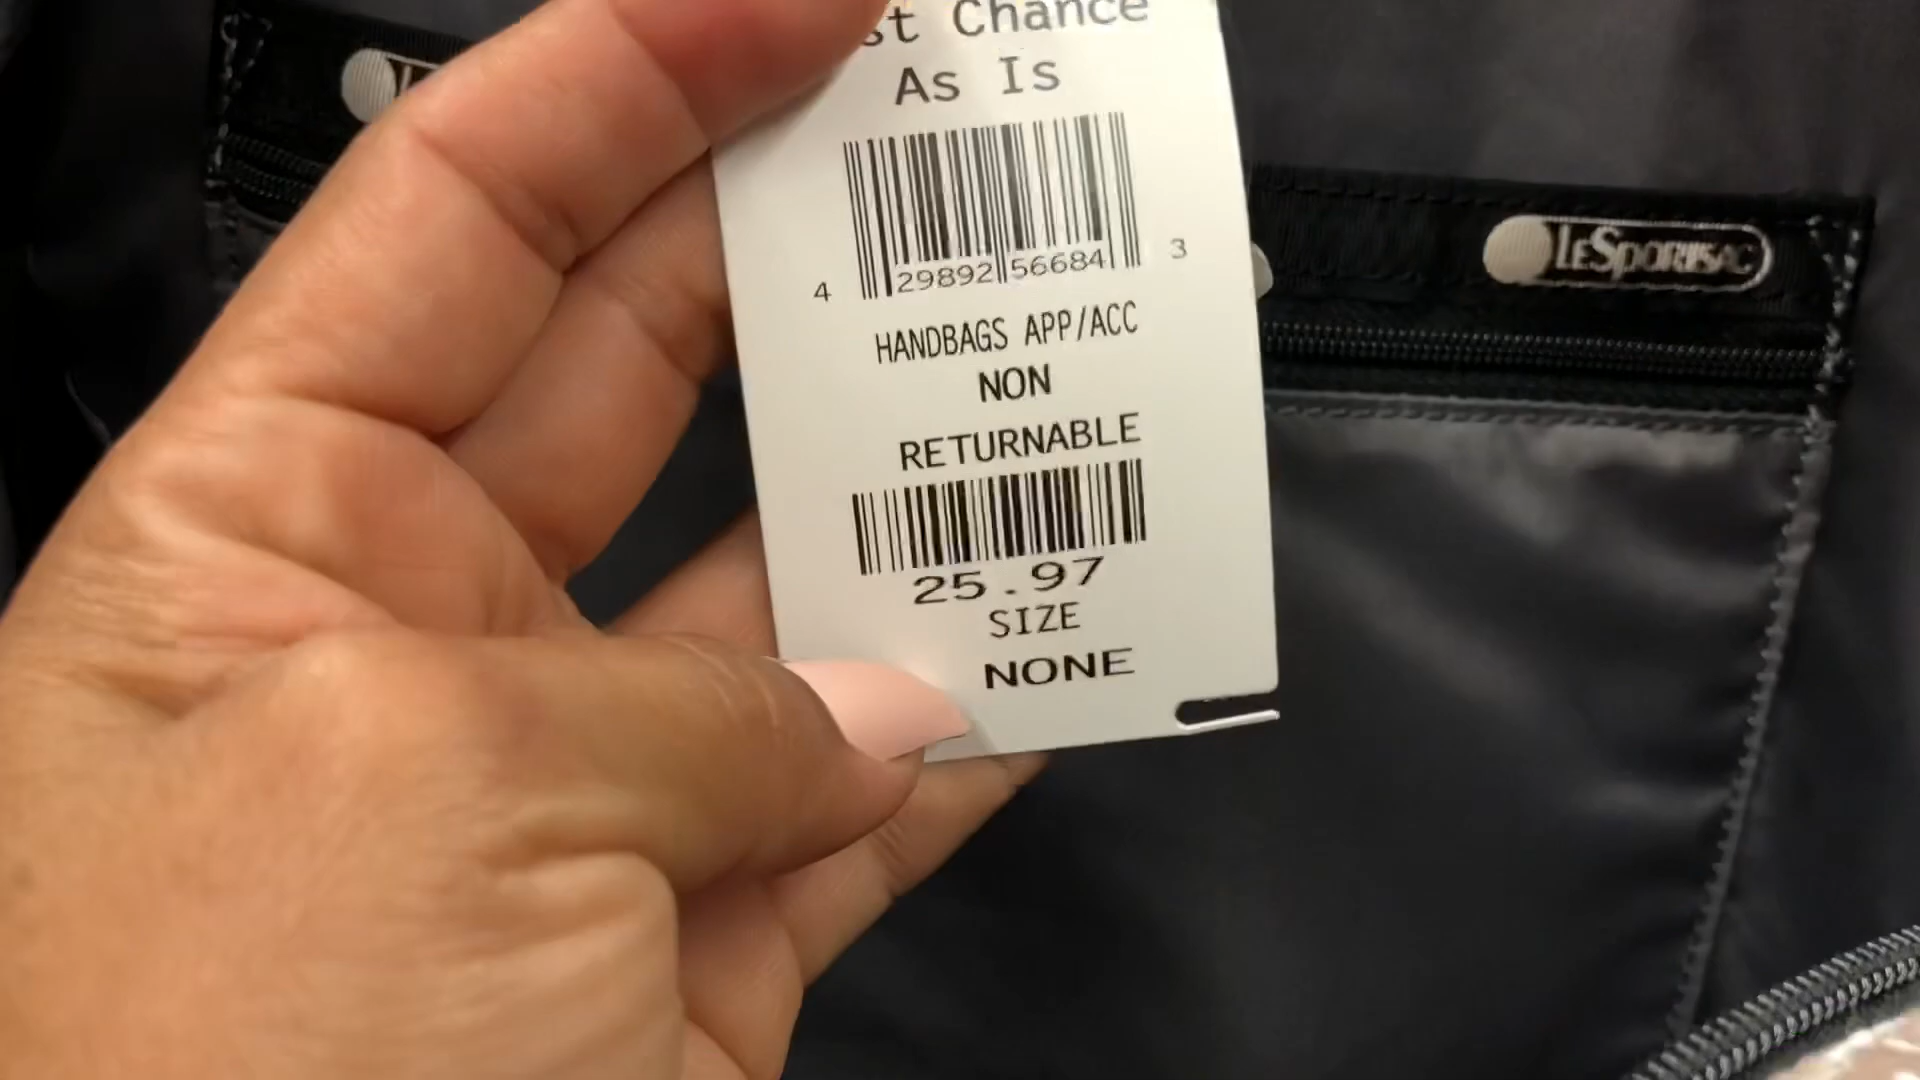 Chance
As Is
4 29892 56684 3
HANDBAGS APP/ACC
NON
RETURNABLE
25.97
SIZE
NONE
LeSportsac